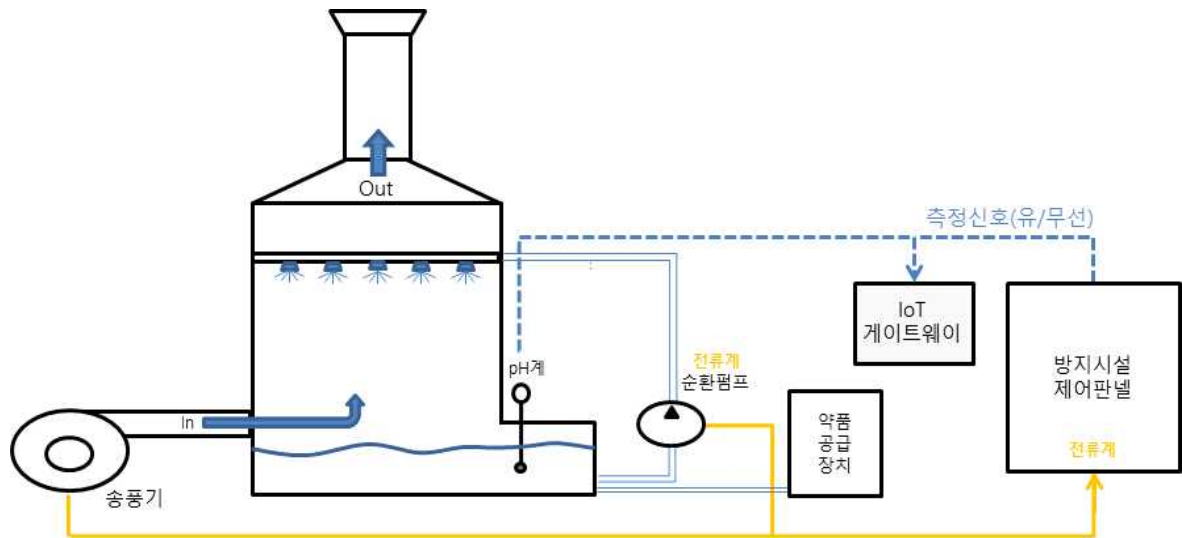 Out
측정신호(유/무선)
IoT
게이트웨이
방지시설
제어판넬
전류계
pH계
전류계
순환펌프
약품
공급
장치
In
송풍기